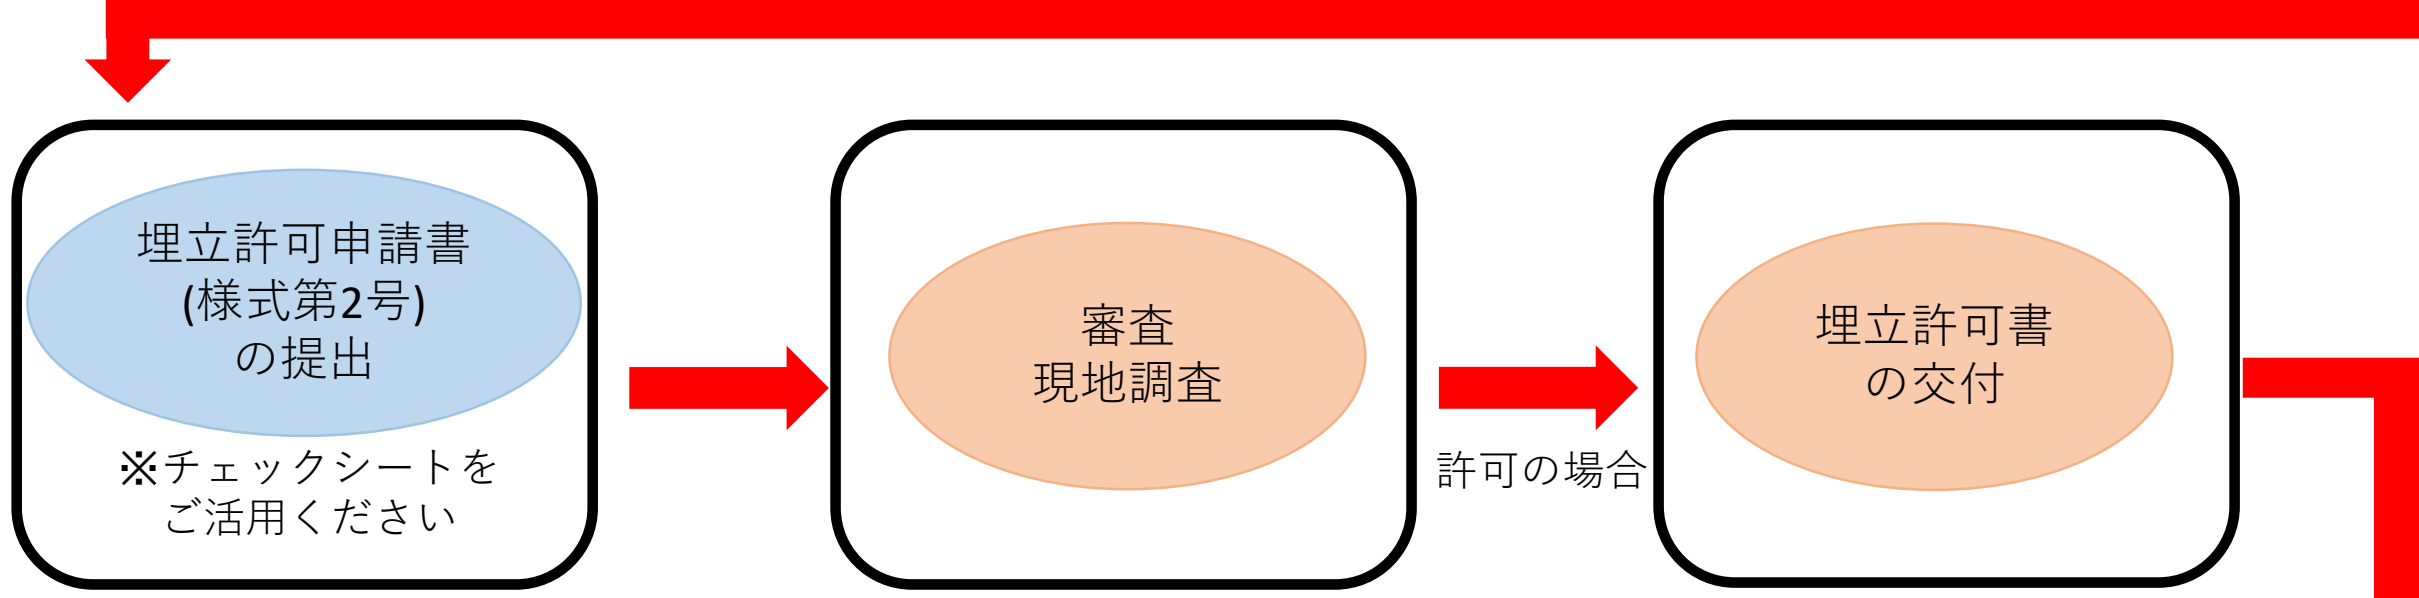 埋立許可申請書
(様式第2号)
の提出
※チェックシートを
ご活用ください
審査
現地調査
許可の場合
埋立許可書
の交付